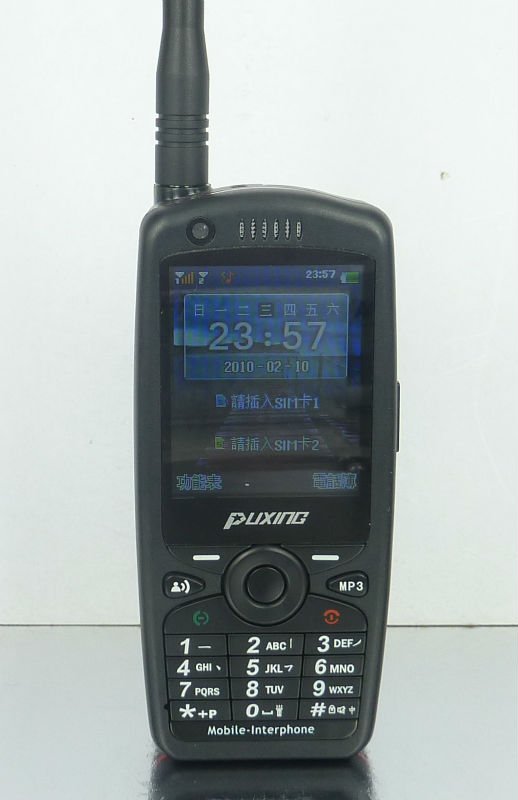 23:57
日 一 二 三 四 五 六
23:57
2010-02-10
請插入SIM卡1
請插入SIM卡2
功能表 電話簿
PUXING
MP3
1 2 ABC 3 DEF
4 GHI 5 JKL 6 MNO
7 PQRS 8 TUV 9 WXYZ
*+P 0 #
Mobile-Interphone